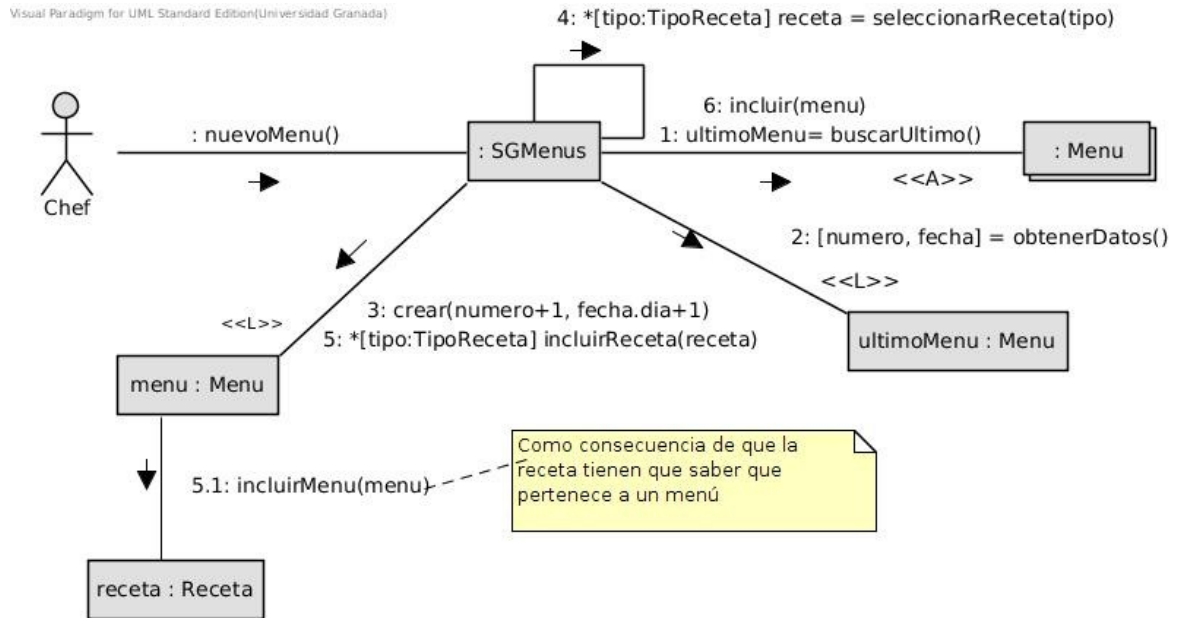 Visual Paradigm for UML Standard Edition(Universidad Granada)
4: *[tipo:TipoReceta] receta = seleccionarReceta(tipo)
6: incluir(menu)
: nuevoMenu()
1: ultimoMenu= buscarUltimo()
: SGMenus
: Menu
<<A>>
Chef
2: [numero, fecha] = obtenerDatos()
<<L>>
3: crear(numero+1, fecha.dia+1)
<<L>>
5: *[tipo:TipoReceta] incluirReceta(receta)
ultimoMenu : Menu
menu : Menu
Como consecuencia de que la
receta tienen que saber que
pertenece a un menú
5.1: incluirMenu(menu)
receta : Receta